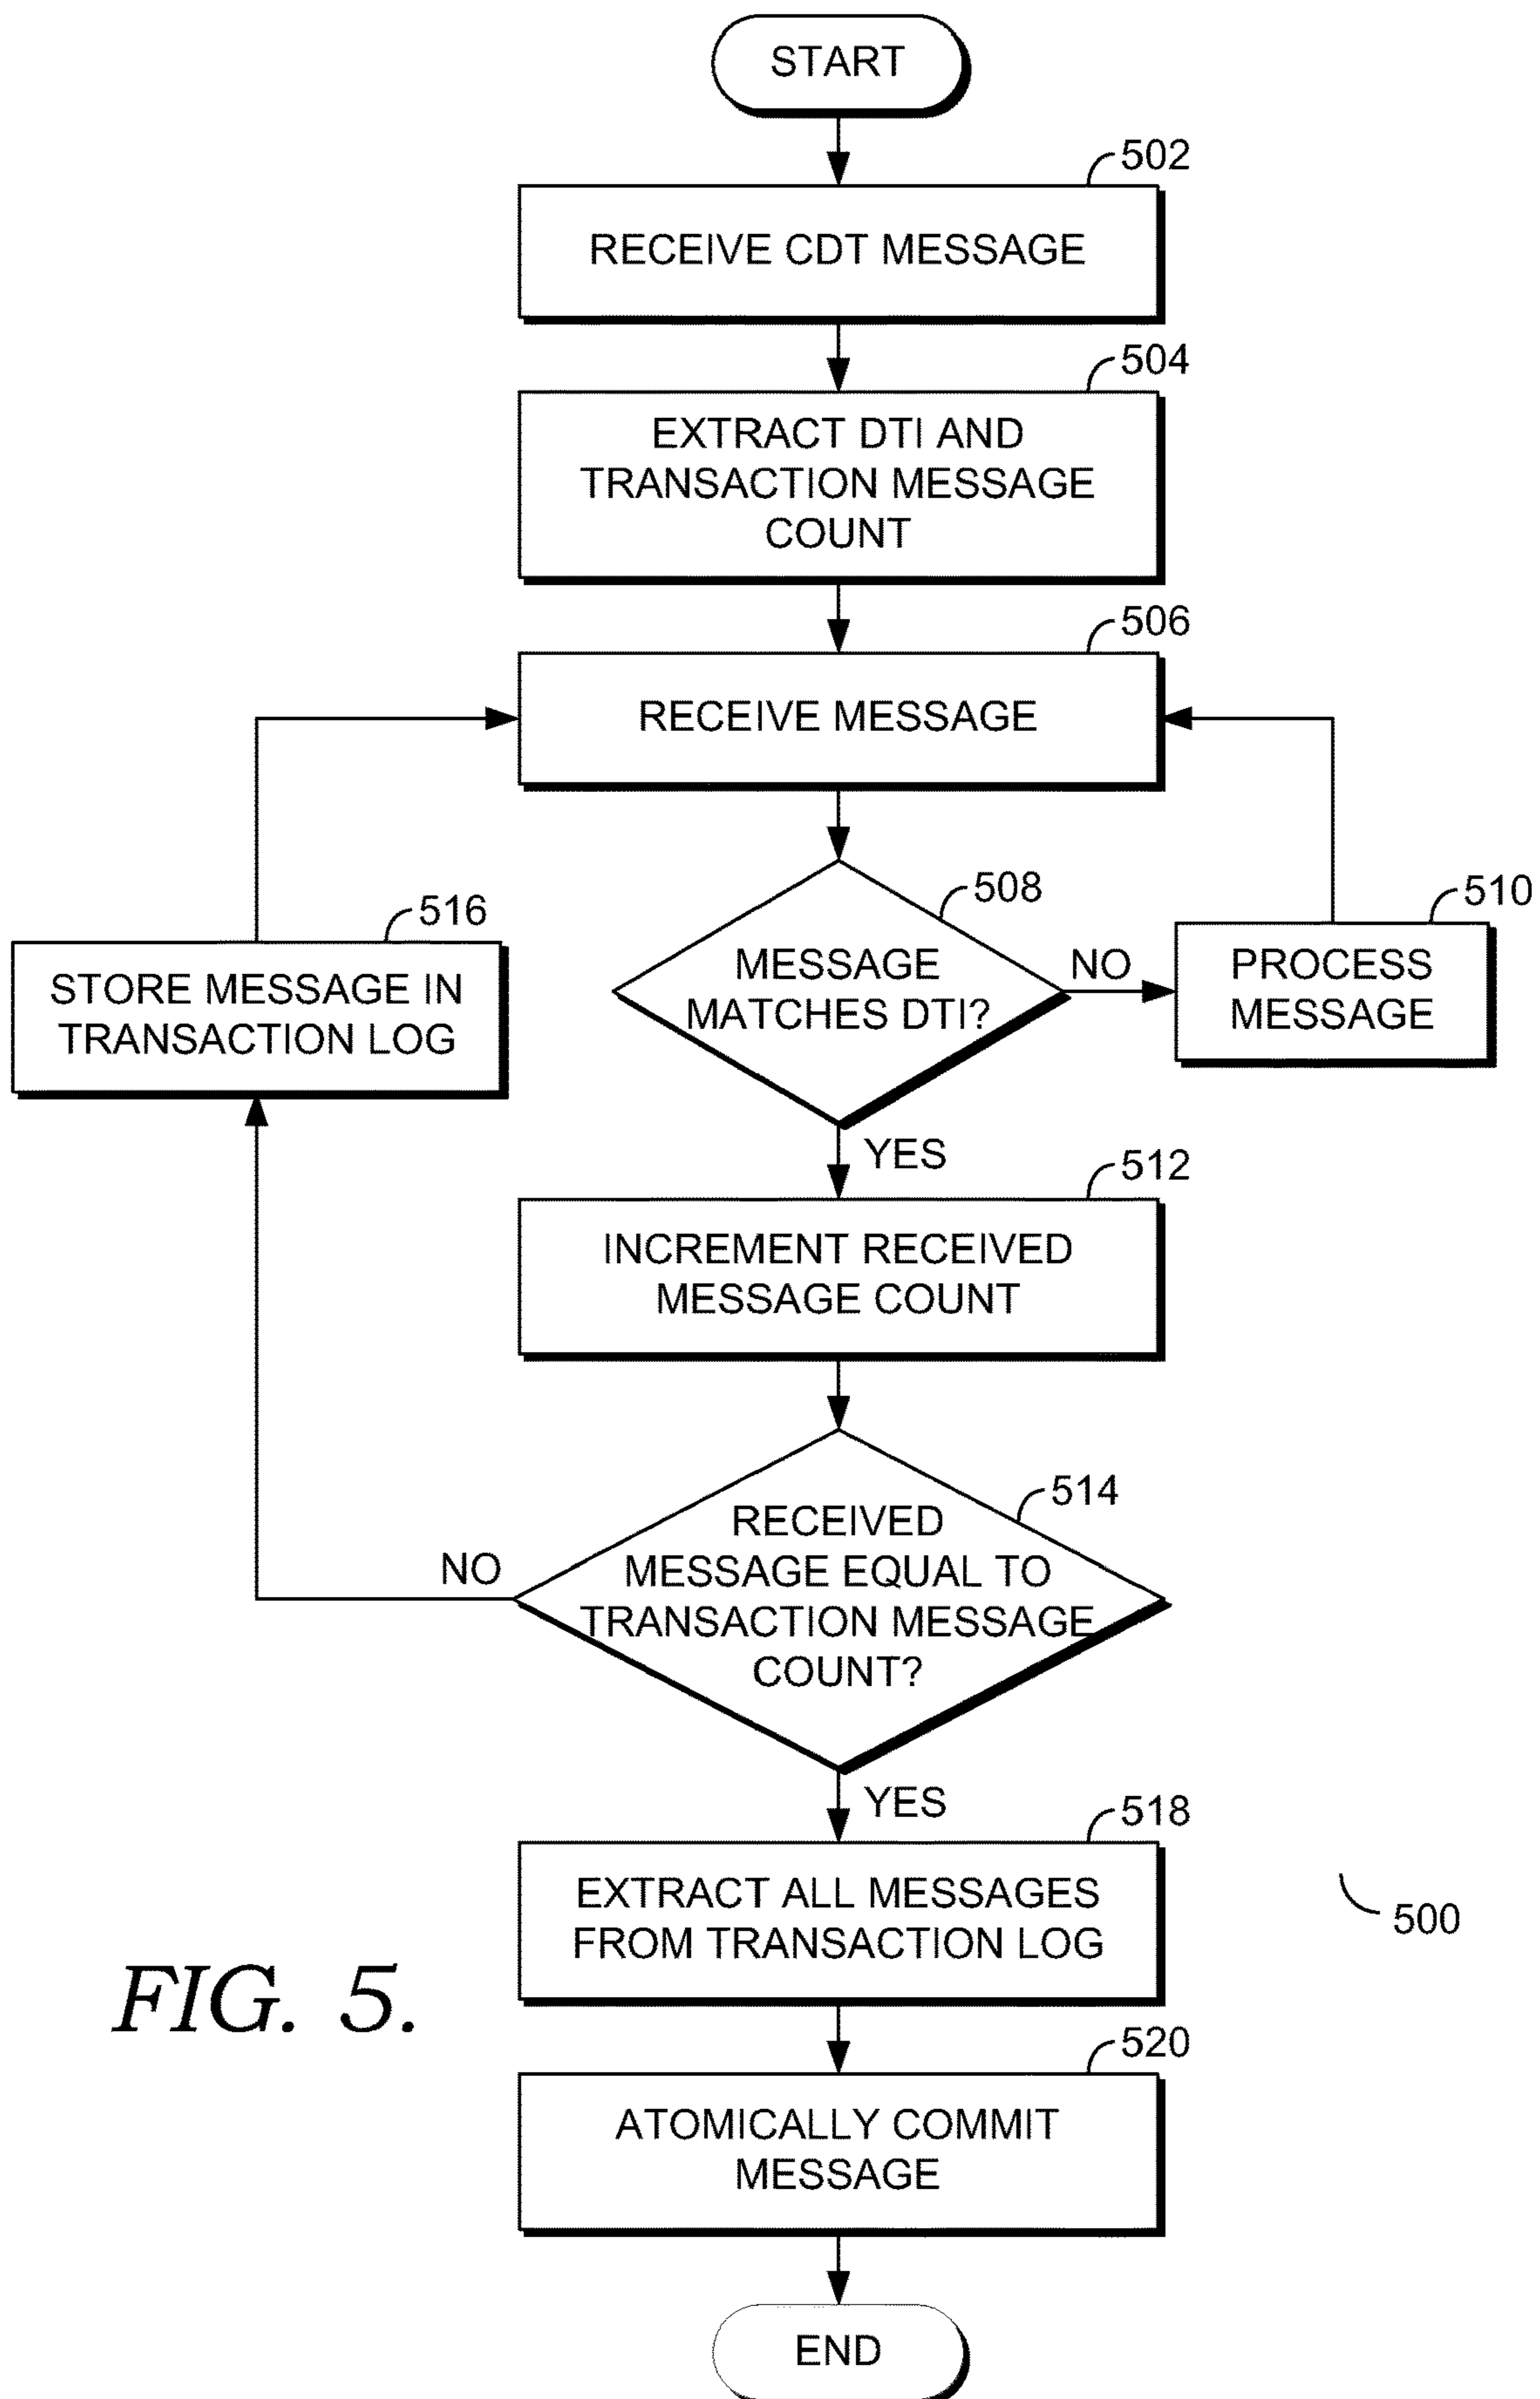 START
502
RECEIVE CDT MESSAGE
504
EXTRACT DTI AND
TRANSACTION MESSAGE
COUNT
506
RECEIVE MESSAGE
508
MESSAGE
MATCHES DTI?
NO
510
PROCESS
MESSAGE
516
STORE MESSAGE IN
TRANSACTION LOG
YES
512
INCREMENT RECEIVED
MESSAGE COUNT
514
RECEIVED
MESSAGE EQUAL TO
TRANSACTION MESSAGE
COUNT?
NO
YES
518
EXTRACT ALL MESSAGES
FROM TRANSACTION LOG
500
FIG. 5.
520
ATOMICALLY COMMIT
MESSAGE
END